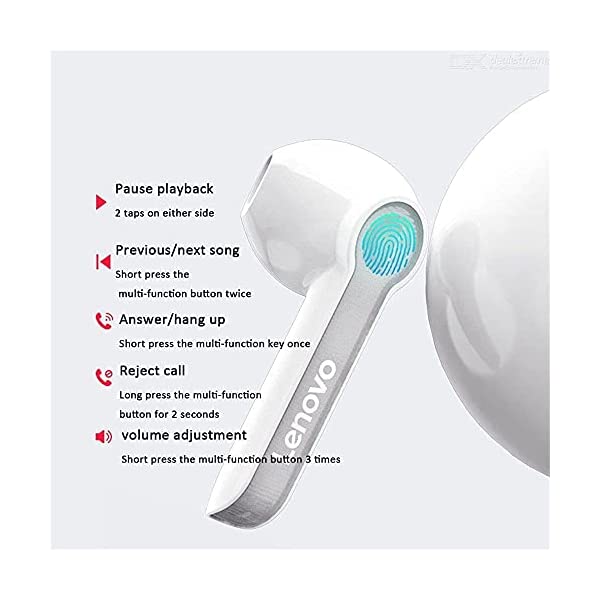 Pause playback
2 taps on either side
Previous/next song
Short press the
multi-function button twice
Answer/hang up
Short press the multi-function key once
Reject call
Long press the multi-function
button for 2 seconds
volume adjustment
Short press the multi-function button 3 times
Lenovo